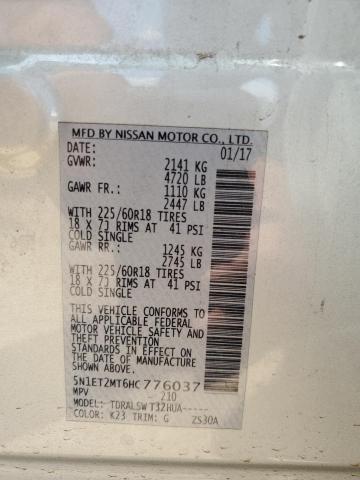 MFD BY NISSAN MOTOR CO., LTD.
DATE: 01/17
GVWR: 2141 KG
4720 LB
GAWR FR.: 1110 KG
2447 LB
WITH 225/60R18 TIRES
18 X 7J RIMS AT 41 PSI
COLD SINGLE
GAWR RR.: 1245 KG
2745 LB
WITH 225/60R18 TIRES
18 X 7J RIMS AT 41 PSI
COLD SINGLE
THIS VEHICLE CONFORMS TO
ALL APPLICABLE FEDERAL
MOTOR VEHICLE SAFETY AND
THEFT PREVENTION
STANDARDS IN EFFECT ON
THE DATE OF MANUFACTURE
SHOWN ABOVE.
5N1ET2MT6HC776037
MPV 210
MODEL: TDRALSW T32HUA-----
COLOR: K23 TRIM: G ZS30A